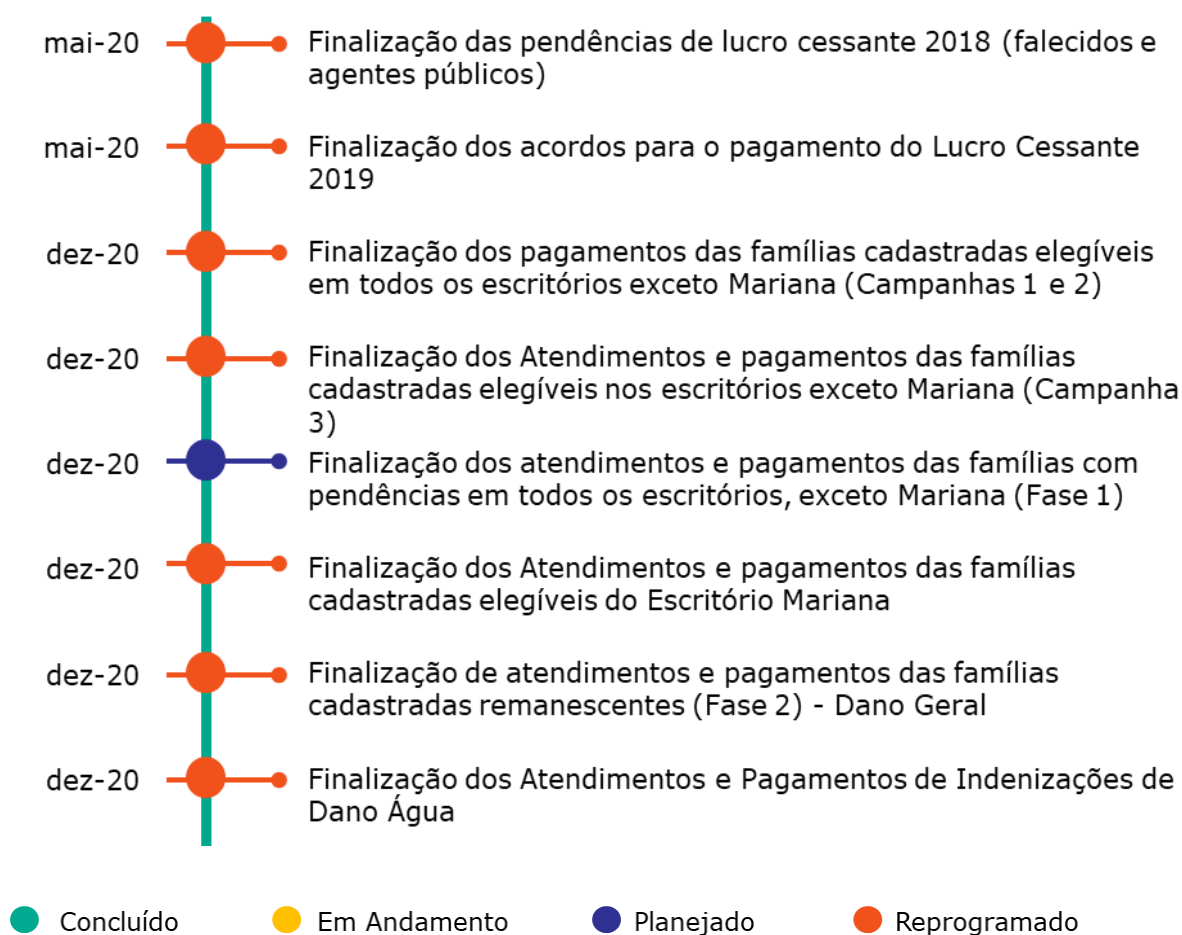 mai-20
Finalização das pendências de lucro cessante 2018 (falecidos e
agentes públicos)
mai-20
Finalização dos acordos para o pagamento do Lucro Cessante
2019
dez-20
Finalização dos pagamentos das famílias cadastradas elegíveis
em todos os escritórios exceto Mariana (Campanhas 1 e 2)
dez-20
Finalização dos Atendimentos e pagamentos das famílias
cadastradas elegíveis nos escritórios exceto Mariana (Campanha
3)
dez-20
Finalização dos atendimentos e pagamentos das famílias com
pendências em todos os escritórios, exceto Mariana (Fase 1)
dez-20
Finalização dos Atendimentos e pagamentos das famílias
cadastradas elegíveis do Escritório Mariana
dez-20
Finalização de atendimentos e pagamentos das famílias
cadastradas remanescentes (Fase 2) - Dano Geral
dez-20
Finalização dos Atendimentos e Pagamentos de Indenizações de
Dano Água
Concluído
Em Andamento
Planejado
Reprogramado